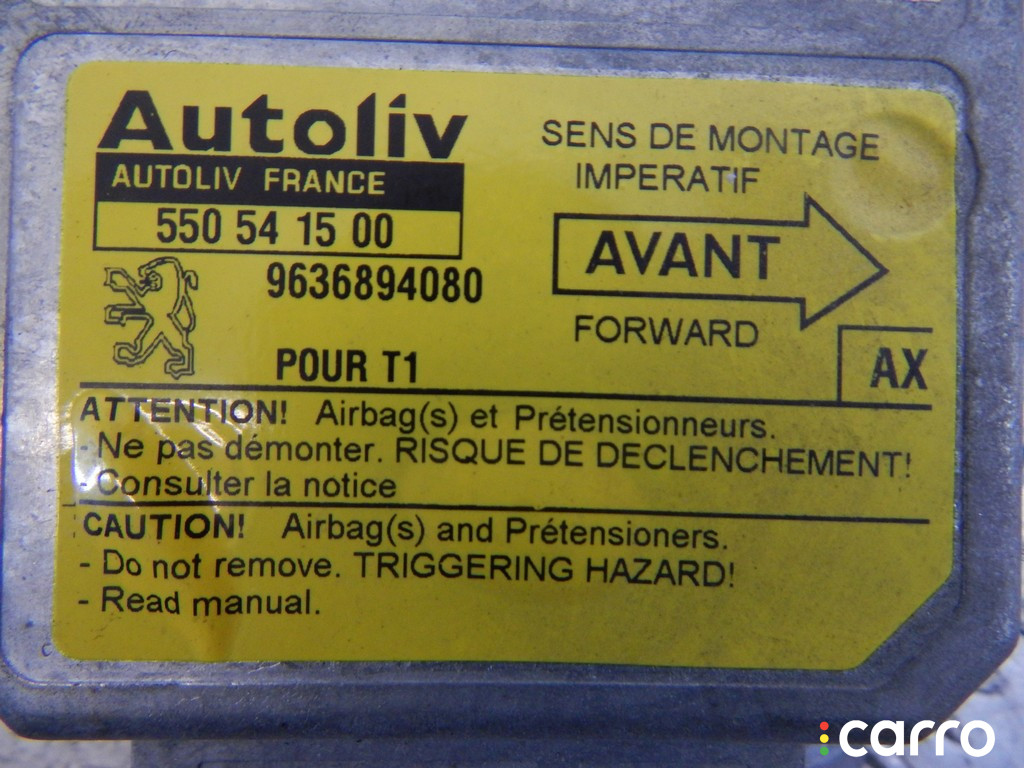 Autoliv
AUTOLIV FRANCE
550 54 15 00
9636894080
POUR T1
SENS DE MONTAGE
IMPERATIF
AVANT
FORWARD
AX
ATTENTION! Airbag(s) et Prétensionneurs.
- Ne pas démonter. RISQUE DE DECLENCHEMENT!
- Consulter la notice
CAUTION! Airbag(s) and Prétensioners.
- Do not remove. TRIGGERING HAZARD!
- Read manual.
carro